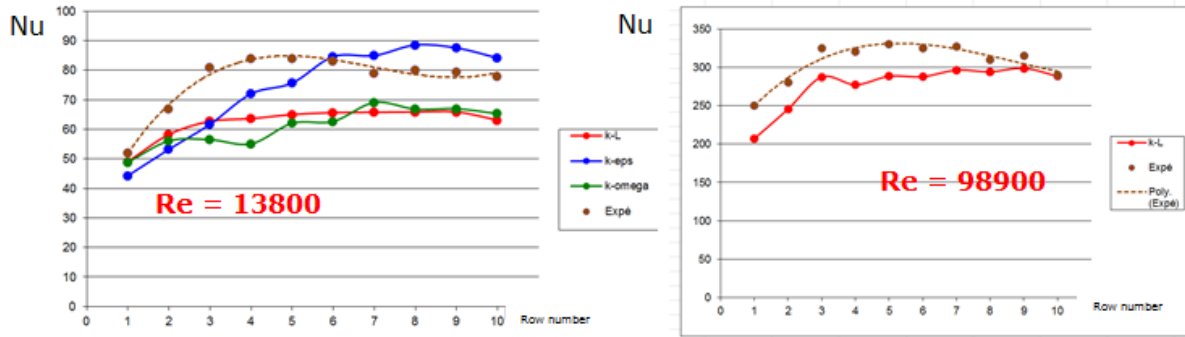 Nu
100
90
80
70
60
50
40
30
20
10
0
0 1 2 3 4 5 6 7 8 9 10
Row number
Re = 13800
k-L
k-eps
k-omega
Expé
Nu
350
300
250
200
150
100
50
0
0 1 2 3 4 5 6 7 8 9 10
Row number
Re = 98900
k-L
Expé
Poly.
(Expé)